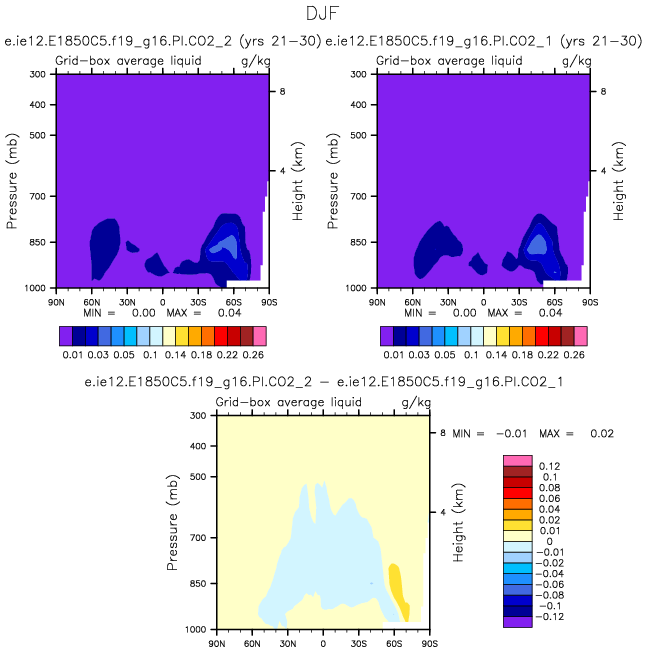 DJF
e.ie12.E1850C5.f19_g16.PI.CO2_2 (yrs 21-30) e.ie12.E1850C5.f19_g16.PI.CO2_1 (yrs 21-30)
Grid-box average liquid g/kg Grid-box average liquid g/kg
300 300
8 8
400 400
500 500
4 4
700 700
850 850
1000 1000
Pressure (mb) Height (km) Pressure (mb) Height (km)
90N 60N 30N 0 30S 60S 90S 90N 60N 30N 0 30S 60S 90S
MIN = 0.00 MAX = 0.04 MIN = 0.00 MAX = 0.04
0.01 0.03 0.05 0.1 0.14 0.18 0.22 0.26 0.01 0.03 0.05 0.1 0.14 0.18 0.22 0.26
e.ie12.E1850C5.f19_g16.PI.CO2_2 - e.ie12.E1850C5.f19_g16.PI.CO2_1
Grid-box average liquid g/kg
300
8
400
500
4
700
850
1000
Pressure (mb) Height (km)
90N 60N 30N 0 30S 60S 90S
MIN = -0.01 MAX = 0.02
0.12
0.1
0.08
0.06
0.04
0.02
0.01
0
-0.01
-0.02
-0.04
-0.06
-0.08
-0.1
-0.12